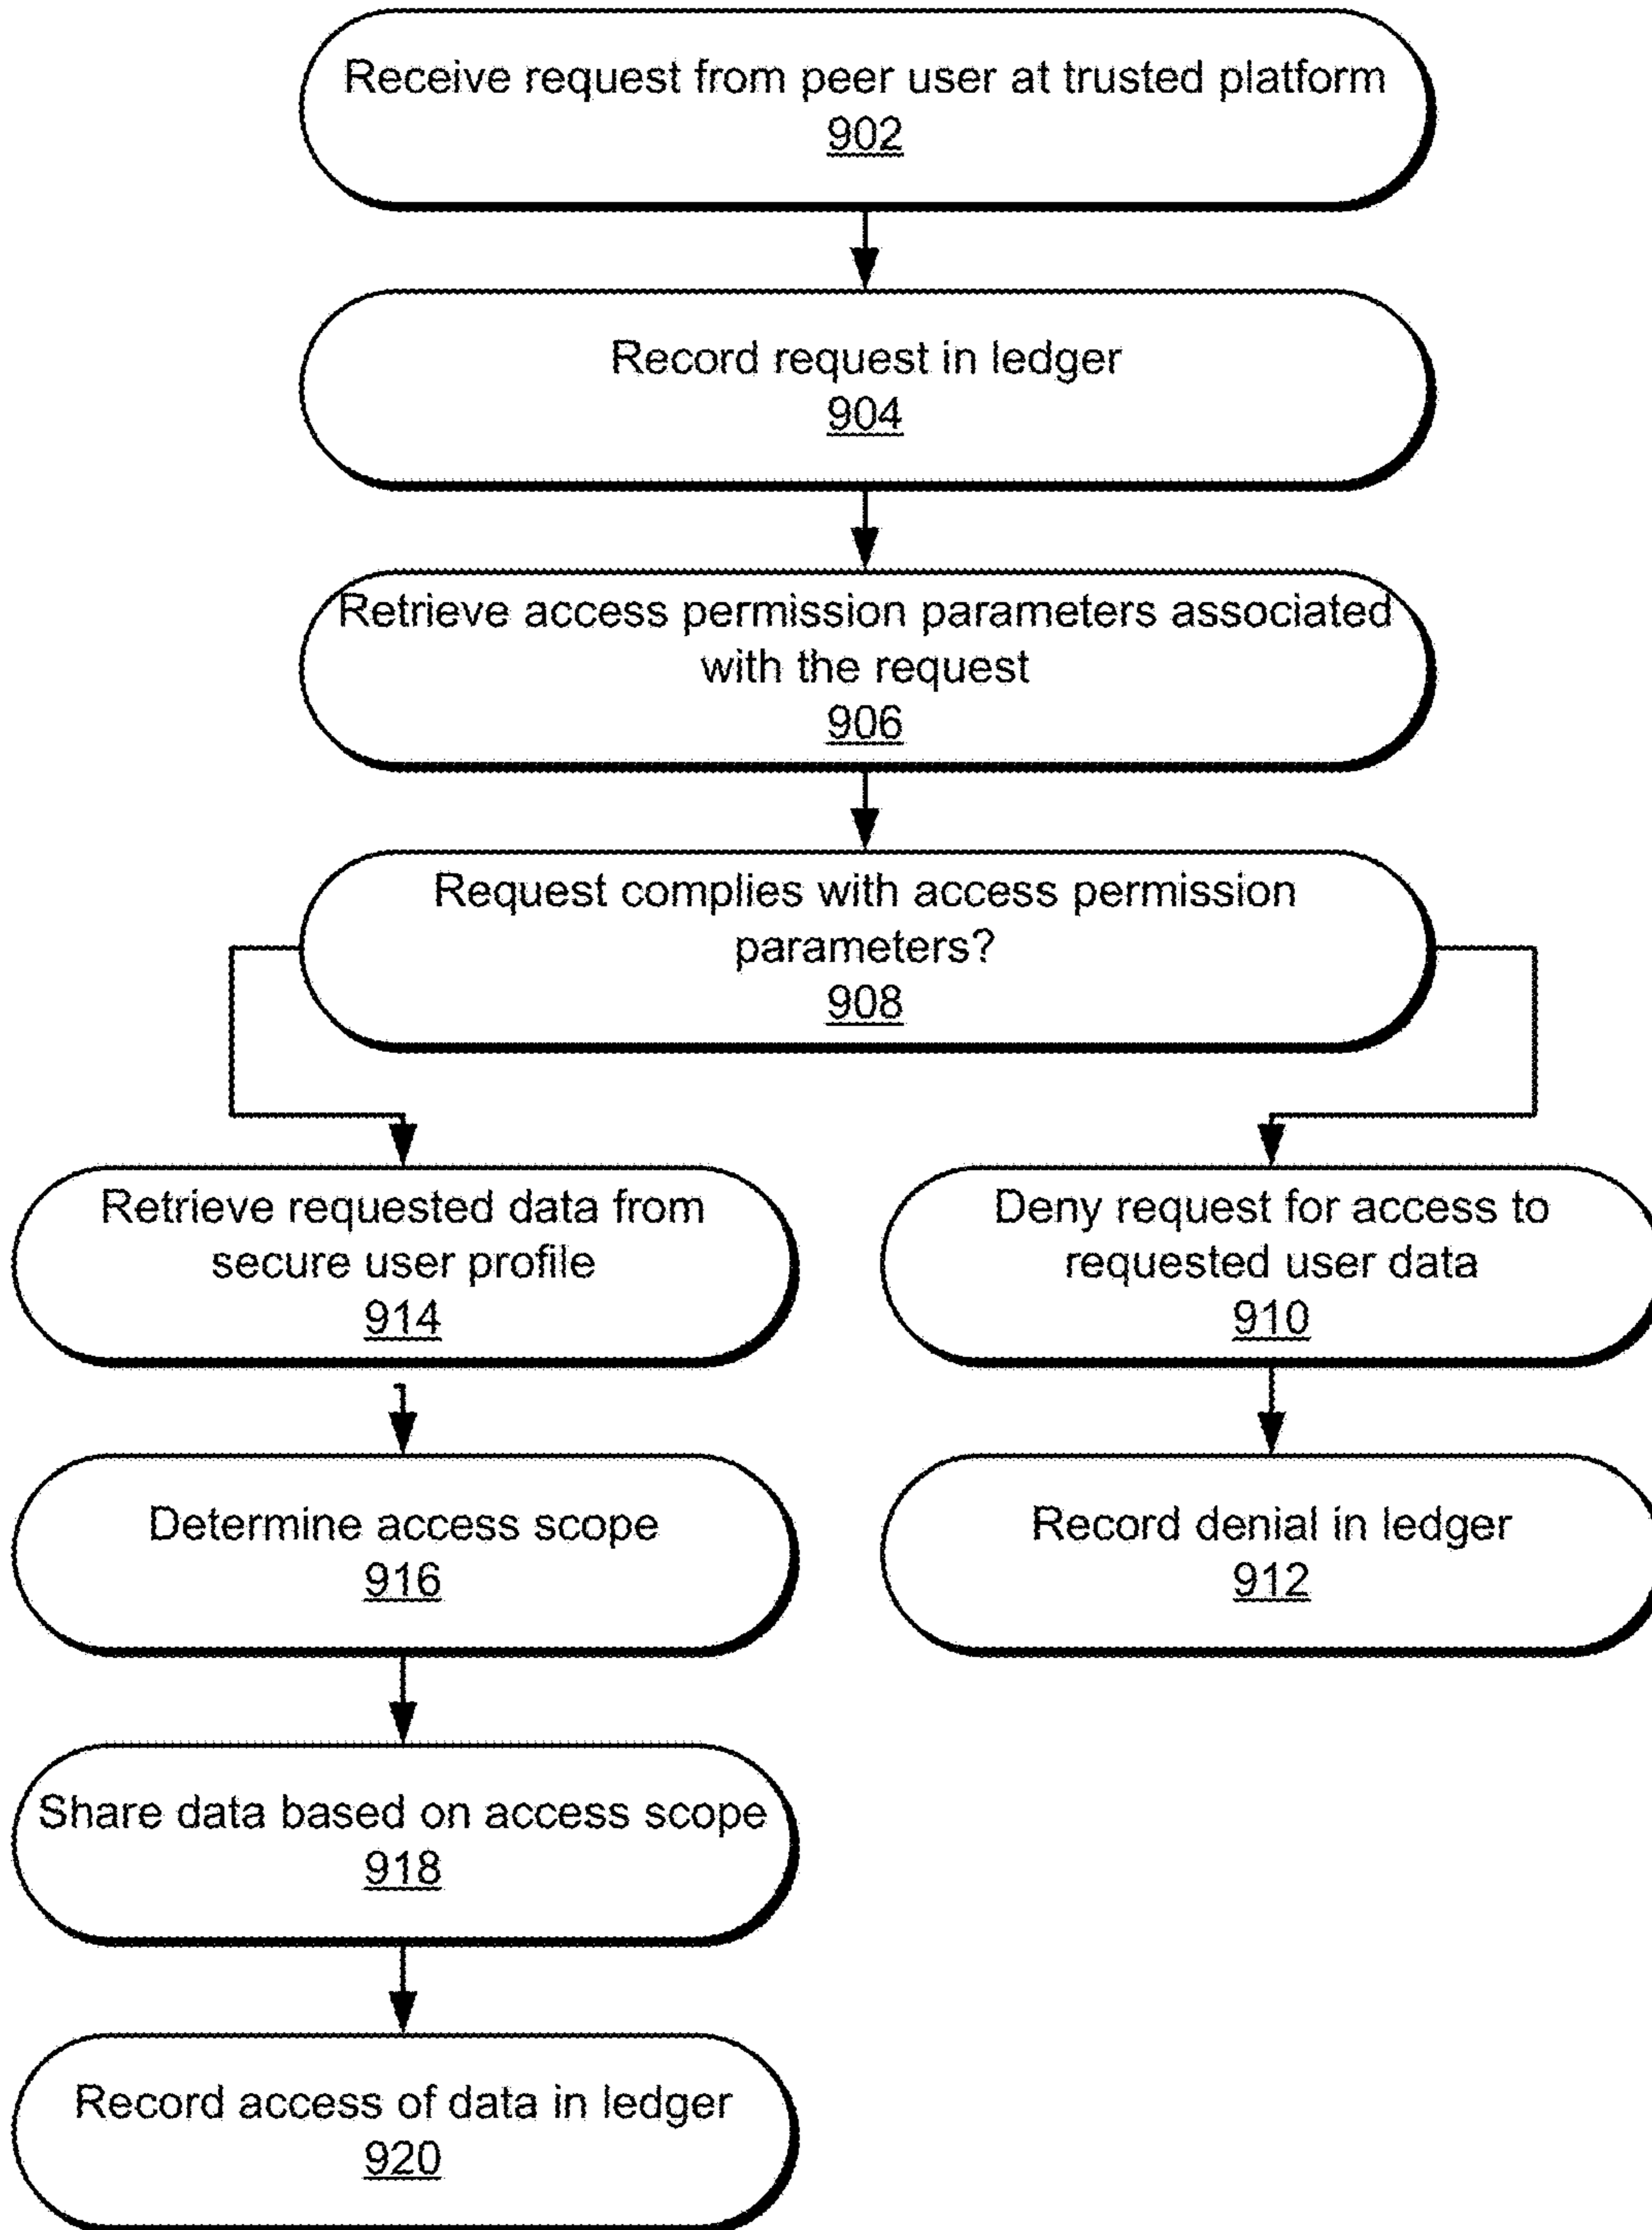 Receive request from peer user at trusted platform
902
Record request in ledger
904
Retrieve access permission parameters associated
with the request
906
Request complies with access permission
parameters?
908
Retrieve requested data from
secure user profile
914
Deny request for access to
requested user data
910
Determine access scope
916
Record denial in ledger
912
Share data based on access scope
918
Record access of data in ledger
920